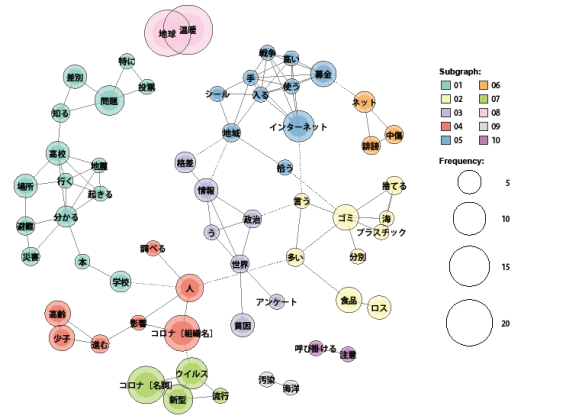 地球 温暖
特に
差別
投票
問題
知る
戦争 高い
手
募金
使う
シール 入る
ネット
地域 インターネット
中傷
誹謗
高校
地震
行く
場所
起きる
分かる
避難
災害
格差
拾う
情報
捨てる
言う
ゴミ 海
プラスチック
政治
う
分別
多い
世界
本
調べる
学校
人
アンケート
食品
ロス
貧困
高齢
影響
コロナ［組織名］
少子
進む
呼び掛ける
注意
ウイルス
コロナ［名詞］
新型
流行
汚染
海洋
Subgraph:
01 06
02 07
03 08
04 09
05 10
Frequency:
5
10
15
20